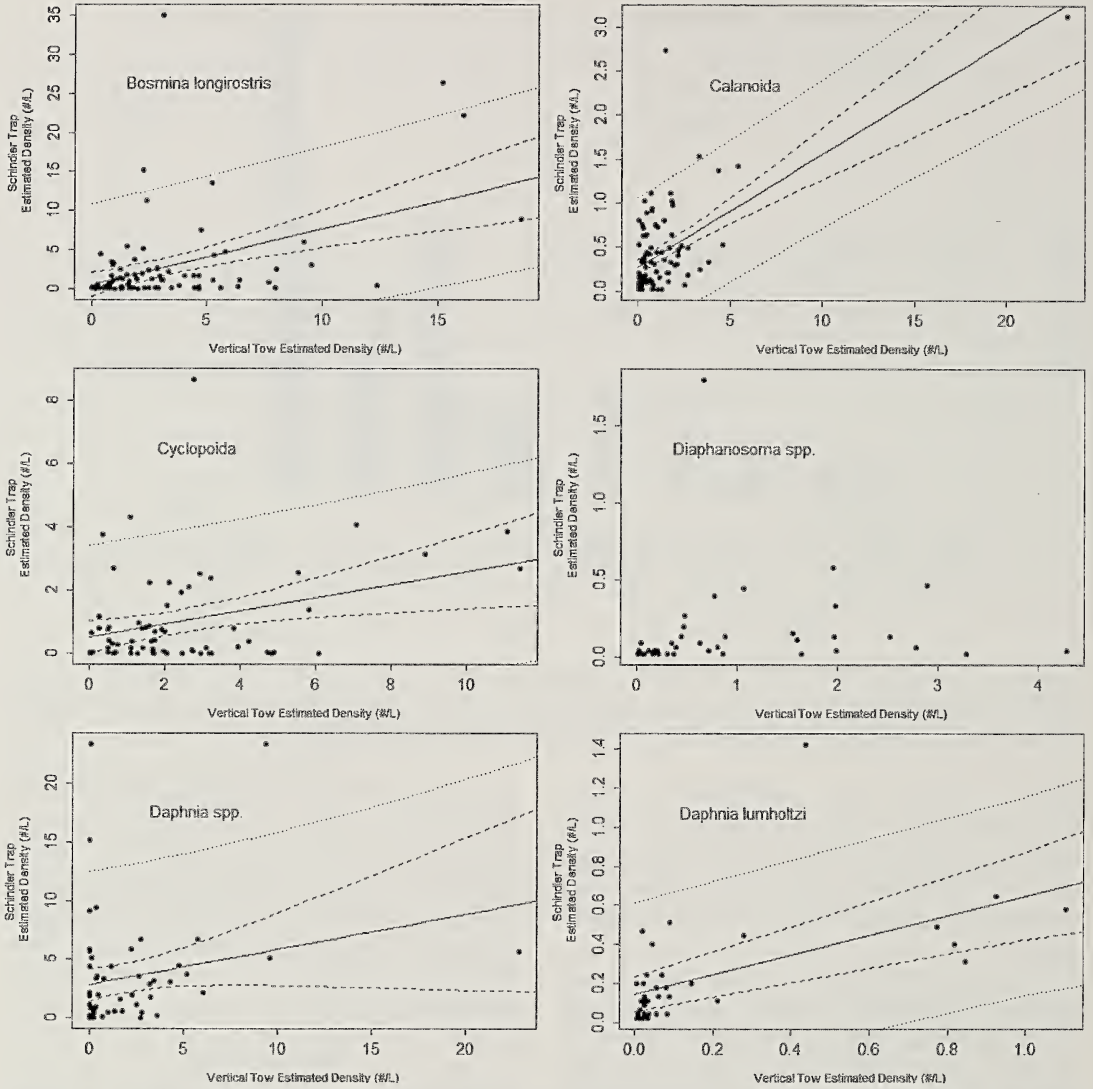 Schindler Trap
Estimated Density (#/L)
0 5 10 15 20 25 30 35
Bosmina longirostris
0 5 10 15
Vertical Tow Estimated Density (#/L)
Schindler Trap
Estimated Density (#/L)
0.0 0.5 1.0 1.5 2.0 2.5 3.0
Calanoida
0 5 10 15 20
Vertical Tow Estimated Density (#/L)
Schindler Trap
Estimated Density (#/L)
0 2 4 6 8
Cyclopoida
0 2 4 6 8 10
Vertical Tow Estimated Density (#/L)
Schindler Trap
Estimated Density (#/L)
0.0 0.5 1.0 1.5
Diaphanosoma spp.
0 1 2 3 4
Vertical Tow Estimated Density (#/L)
Schindler Trap
Estimated Density (#/L)
0 5 10 15 20
Daphnia spp.
0 5 10 15 20
Vertical Tow Estimated Density (#/L)
Schindler Trap
Estimated Density (#/L)
0.0 0.2 0.4 0.6 0.8 1.0 1.2 1.4
Daphnia lumholtzi
0.0 0.2 0.4 0.6 0.8 1.0
Vertical Tow Estimated Density (#/L)